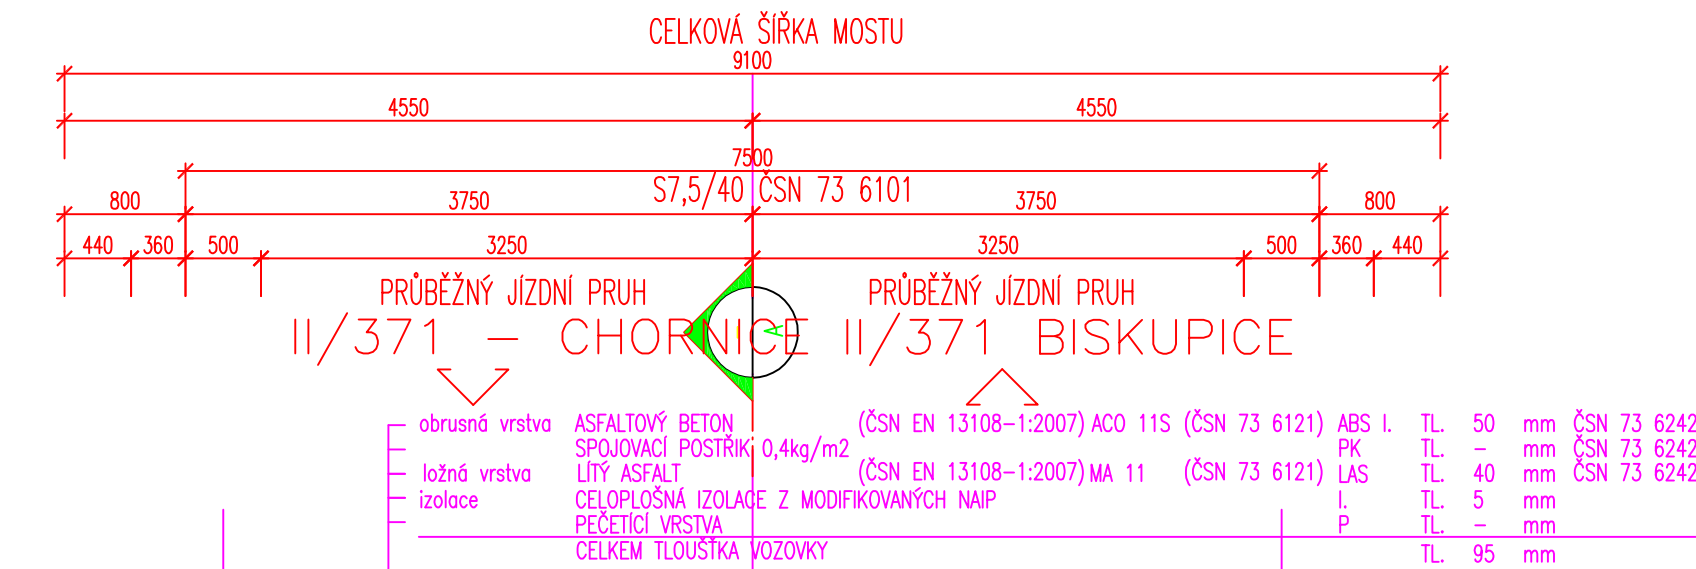 CELKOVÁ ŠÍŘKA MOSTU
9100
4550 4550
7500
S7,5/40 ČSN 73 6101
800 3750 3750 800
440 360 500 3250 3250 500 360 440
PRŮBĚŽNÝ JÍZDNÍ PRUH PRŮBĚŽNÝ JÍZDNÍ PRUH
II/371 – CHORNICE II/371 BISKUPICE
A
obrusná vrstva ASFALTOVÝ BETON (ČSN EN 13108–1:2007) ACO 11S (ČSN 73 6121) ABS I. TL. 50 mm ČSN 73 6242
SPOJOVACÍ POSTŘIK 0,4kg/m2 PK TL. – mm ČSN 73 6242
ložná vrstva LÍTÝ ASFALT (ČSN EN 13108–1:2007) MA 11 (ČSN 73 6121) LAS TL. 40 mm ČSN 73 6242
izolace CELOPLOŠNÁ IZOLACE Z MODIFIKOVANÝCH NAIP I. TL. 5 mm
PEČETÍCÍ VRSTVA P TL. – mm
CELKEM TLOUŠŤKA VOZOVKY TL. 95 mm